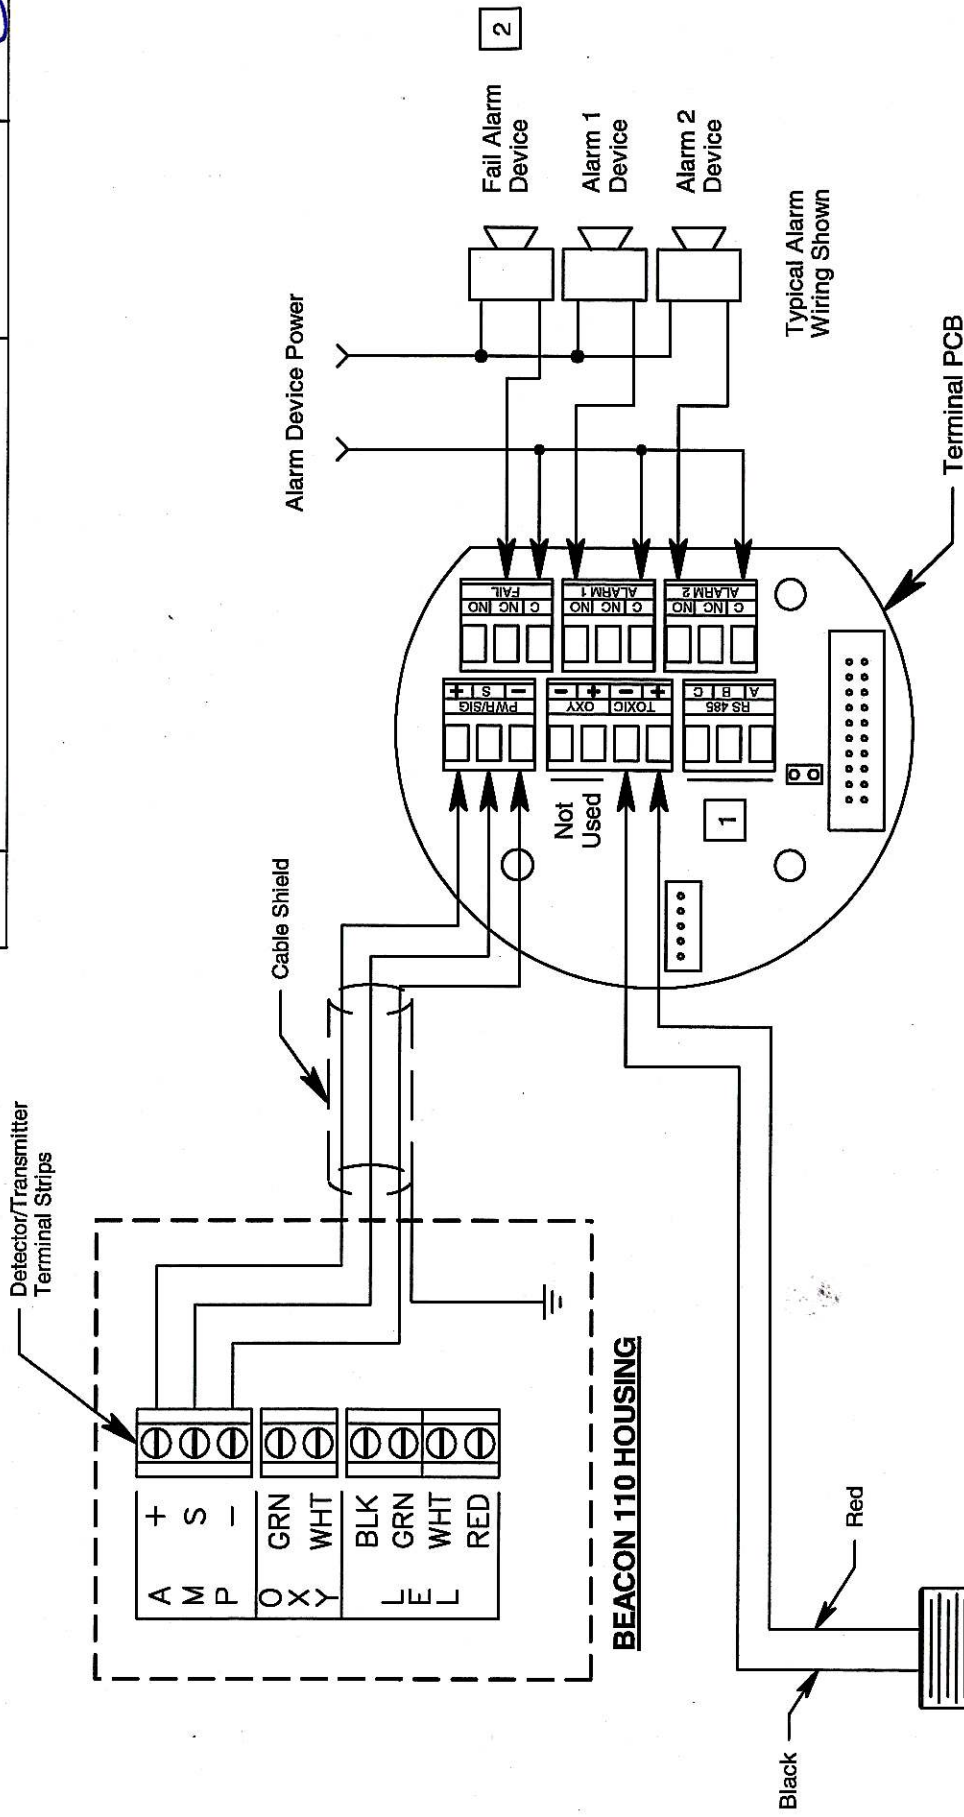 Detector/Transmitter
Terminal Strips
A
M
P
+
S
−
O
X
Y
GRN
WHT
L
E
L
BLK
GRN
WHT
RED
BEACON 110 HOUSING
Cable Shield
Alarm Device Power
Fail Alarm
Device
2
Alarm 1
Device
Alarm 2
Device
Typical Alarm
Wiring Shown
PWR/SIG
+
S
−
FAIL
NO
NC
C
Not
Used
OXY
−
+
TOXIC
−
+
ALARM 1
NO
NC
C
1
RS 485
C
B
A
ALARM 2
NO
NC
C
Terminal PCB
Black
Red